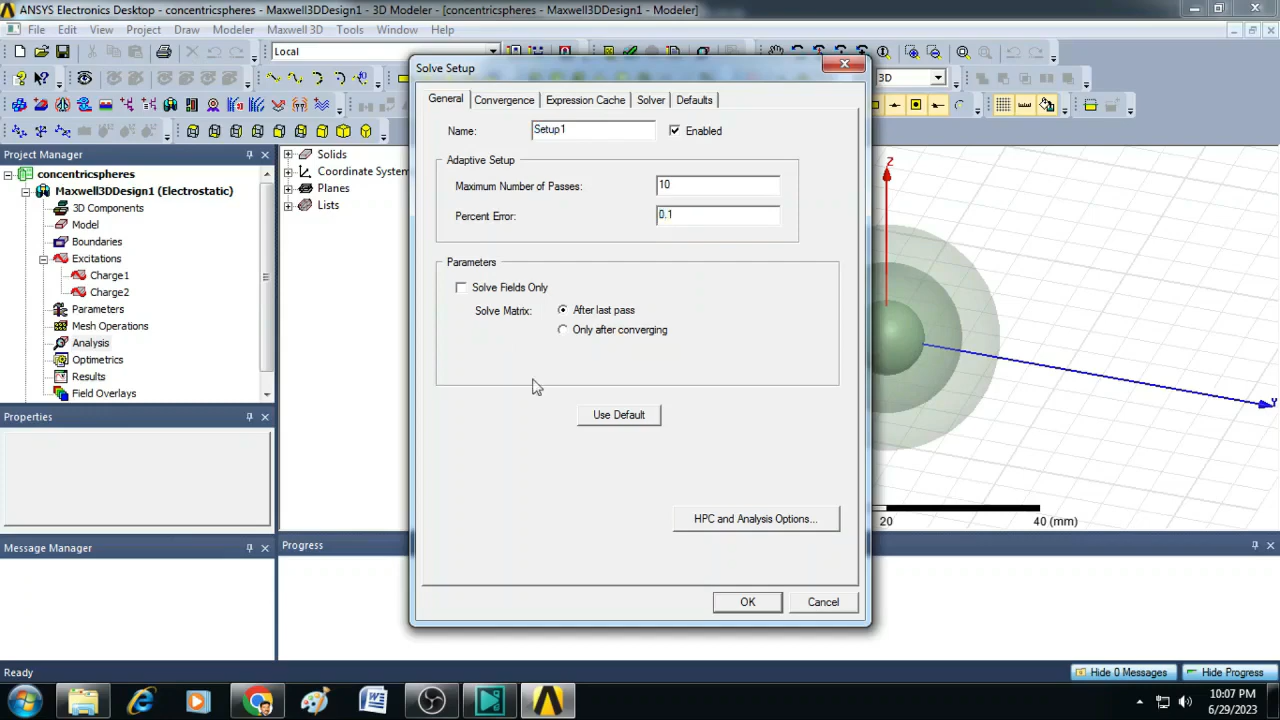 ANSYS Electronics Desktop - concentricspheres - Maxwell3DDesign1 - 3D Modeler - [concentricspheres - Maxwell3DDesign1 - Modeler]
File Edit View Project Draw Modeler Maxwell 3D Tools Window Help
Local
3D
Project Manager
concentricspheres
Maxwell3DDesign1 (Electrostatic)
3D Components
Model
Boundaries
Excitations
Charge1
Charge2
Parameters
Mesh Operations
Analysis
Optimetrics
Results
Field Overlays
Properties
Message Manager
Solids
Coordinate System
Planes
Lists
Solve Setup
General Convergence Expression Cache Solver Defaults
Name: Setup1 Enabled
Adaptive Setup
Maximum Number of Passes: 10
Percent Error: 0.1
Parameters
Solve Fields Only
Solve Matrix: After last pass
Only after converging
Use Default
HPC and Analysis Options...
OK Cancel
Z
Y
20 40 (mm)
Progress
Ready
Hide 0 Messages Hide Progress
10:07 PM
6/29/2023